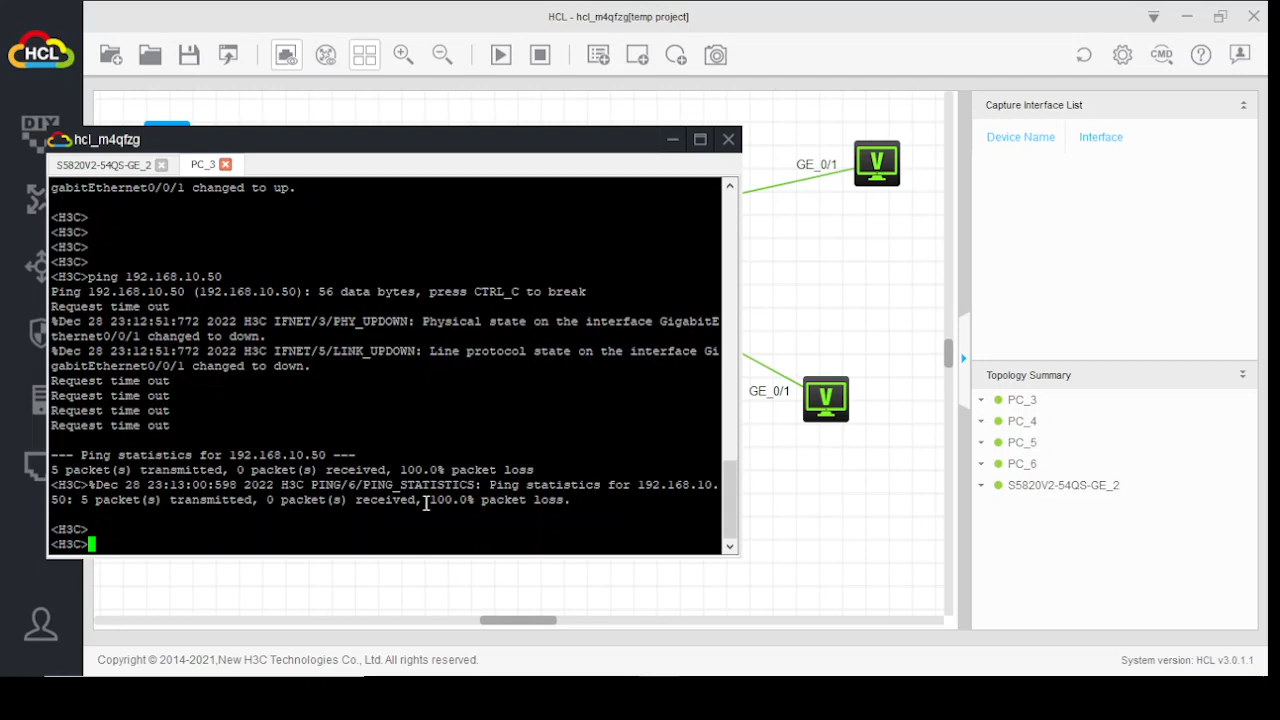 HCL - hcl_m4qfzg[temp project]
HCL
DIY
CMD
hcl_m4qfzg
S5820V2-54QS-GE_2
PC_3
gabitEthernet0/0/1 changed to up.
<H3C>
<H3C>
<H3C>
<H3C>
<H3C>ping 192.168.10.50
Ping 192.168.10.50 (192.168.10.50): 56 data bytes, press CTRL_C to break
Request time out
%Dec 28 23:12:51:772 2022 H3C IFNET/3/PHY_UPDOWN: Physical state on the interface GigabitE
thernet0/0/1 changed to down.
%Dec 28 23:12:51:772 2022 H3C IFNET/5/LINK_UPDOWN: Line protocol state on the interface Gi
gabitEthernet0/0/1 changed to down.
Request time out
Request time out
Request time out
Request time out
--- Ping statistics for 192.168.10.50 ---
5 packet(s) transmitted, 0 packet(s) received, 100.0% packet loss
<H3C>%Dec 28 23:13:00:598 2022 H3C PING/6/PING_STATISTICS: Ping statistics for 192.168.10.
50: 5 packet(s) transmitted, 0 packet(s) received, 100.0% packet loss.
<H3C>
<H3C>
GE_0/1
V
GE_0/1
V
Capture Interface List
Device Name
Interface
Topology Summary
PC_3
PC_4
PC_5
PC_6
S5820V2-54QS-GE_2
Copyright © 2014-2021,New H3C Technologies Co., Ltd. All rights reserved.
System version: HCL v3.0.1.1